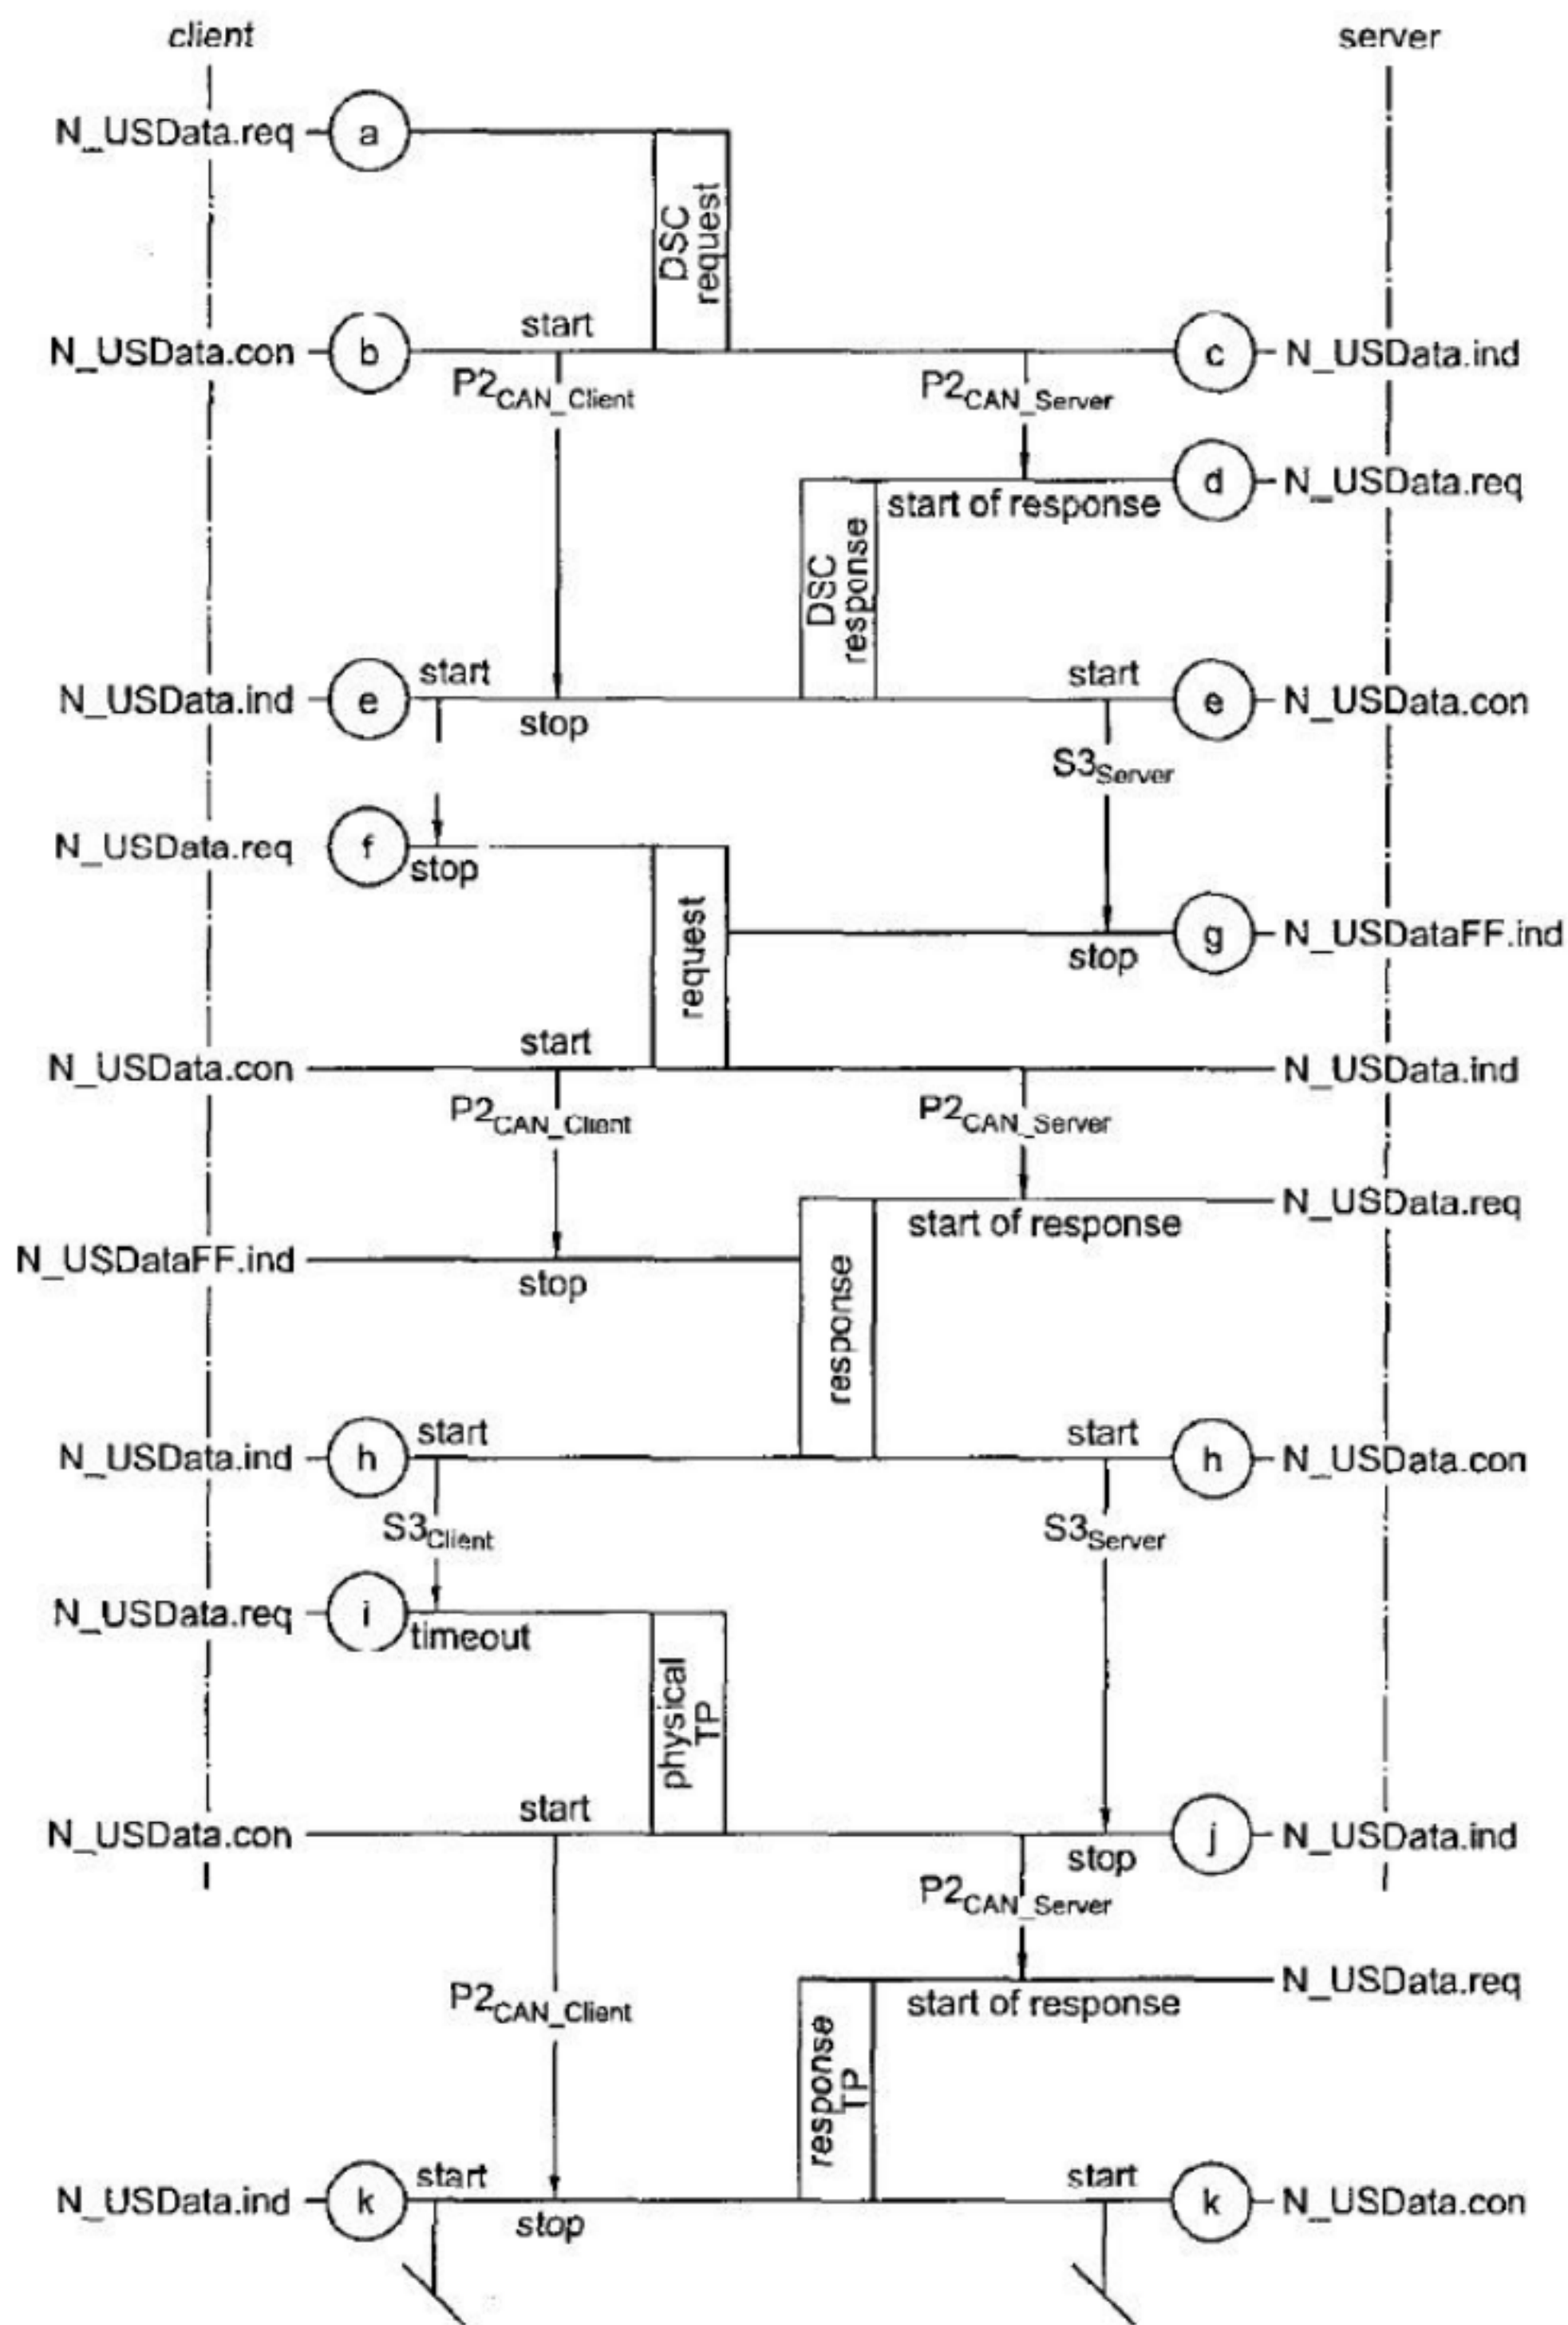 client server
N_USData.req a
DSC request
N_USData.con b start c N_USData.ind
P2CAN_Client P2CAN_Server
d N_USData.req
start of response
DSC response
N_USData.ind e start stop start e N_USData.con
S3Server
N_USData.req f stop
request
stop g N_USDataFF.ind
N_USData.con start N_USData.ind
P2CAN_Client P2CAN_Server
start of response N_USData.req
N_USDataFF.ind stop
response
N_USData.ind h start start h N_USData.con
S3Client S3Server
N_USData.req i timeout
physical TP
N_USData.con start stop j N_USData.ind
P2CAN_Server
P2CAN_Client
start of response N_USData.req
response TP
N_USData.ind k start stop start k N_USData.con